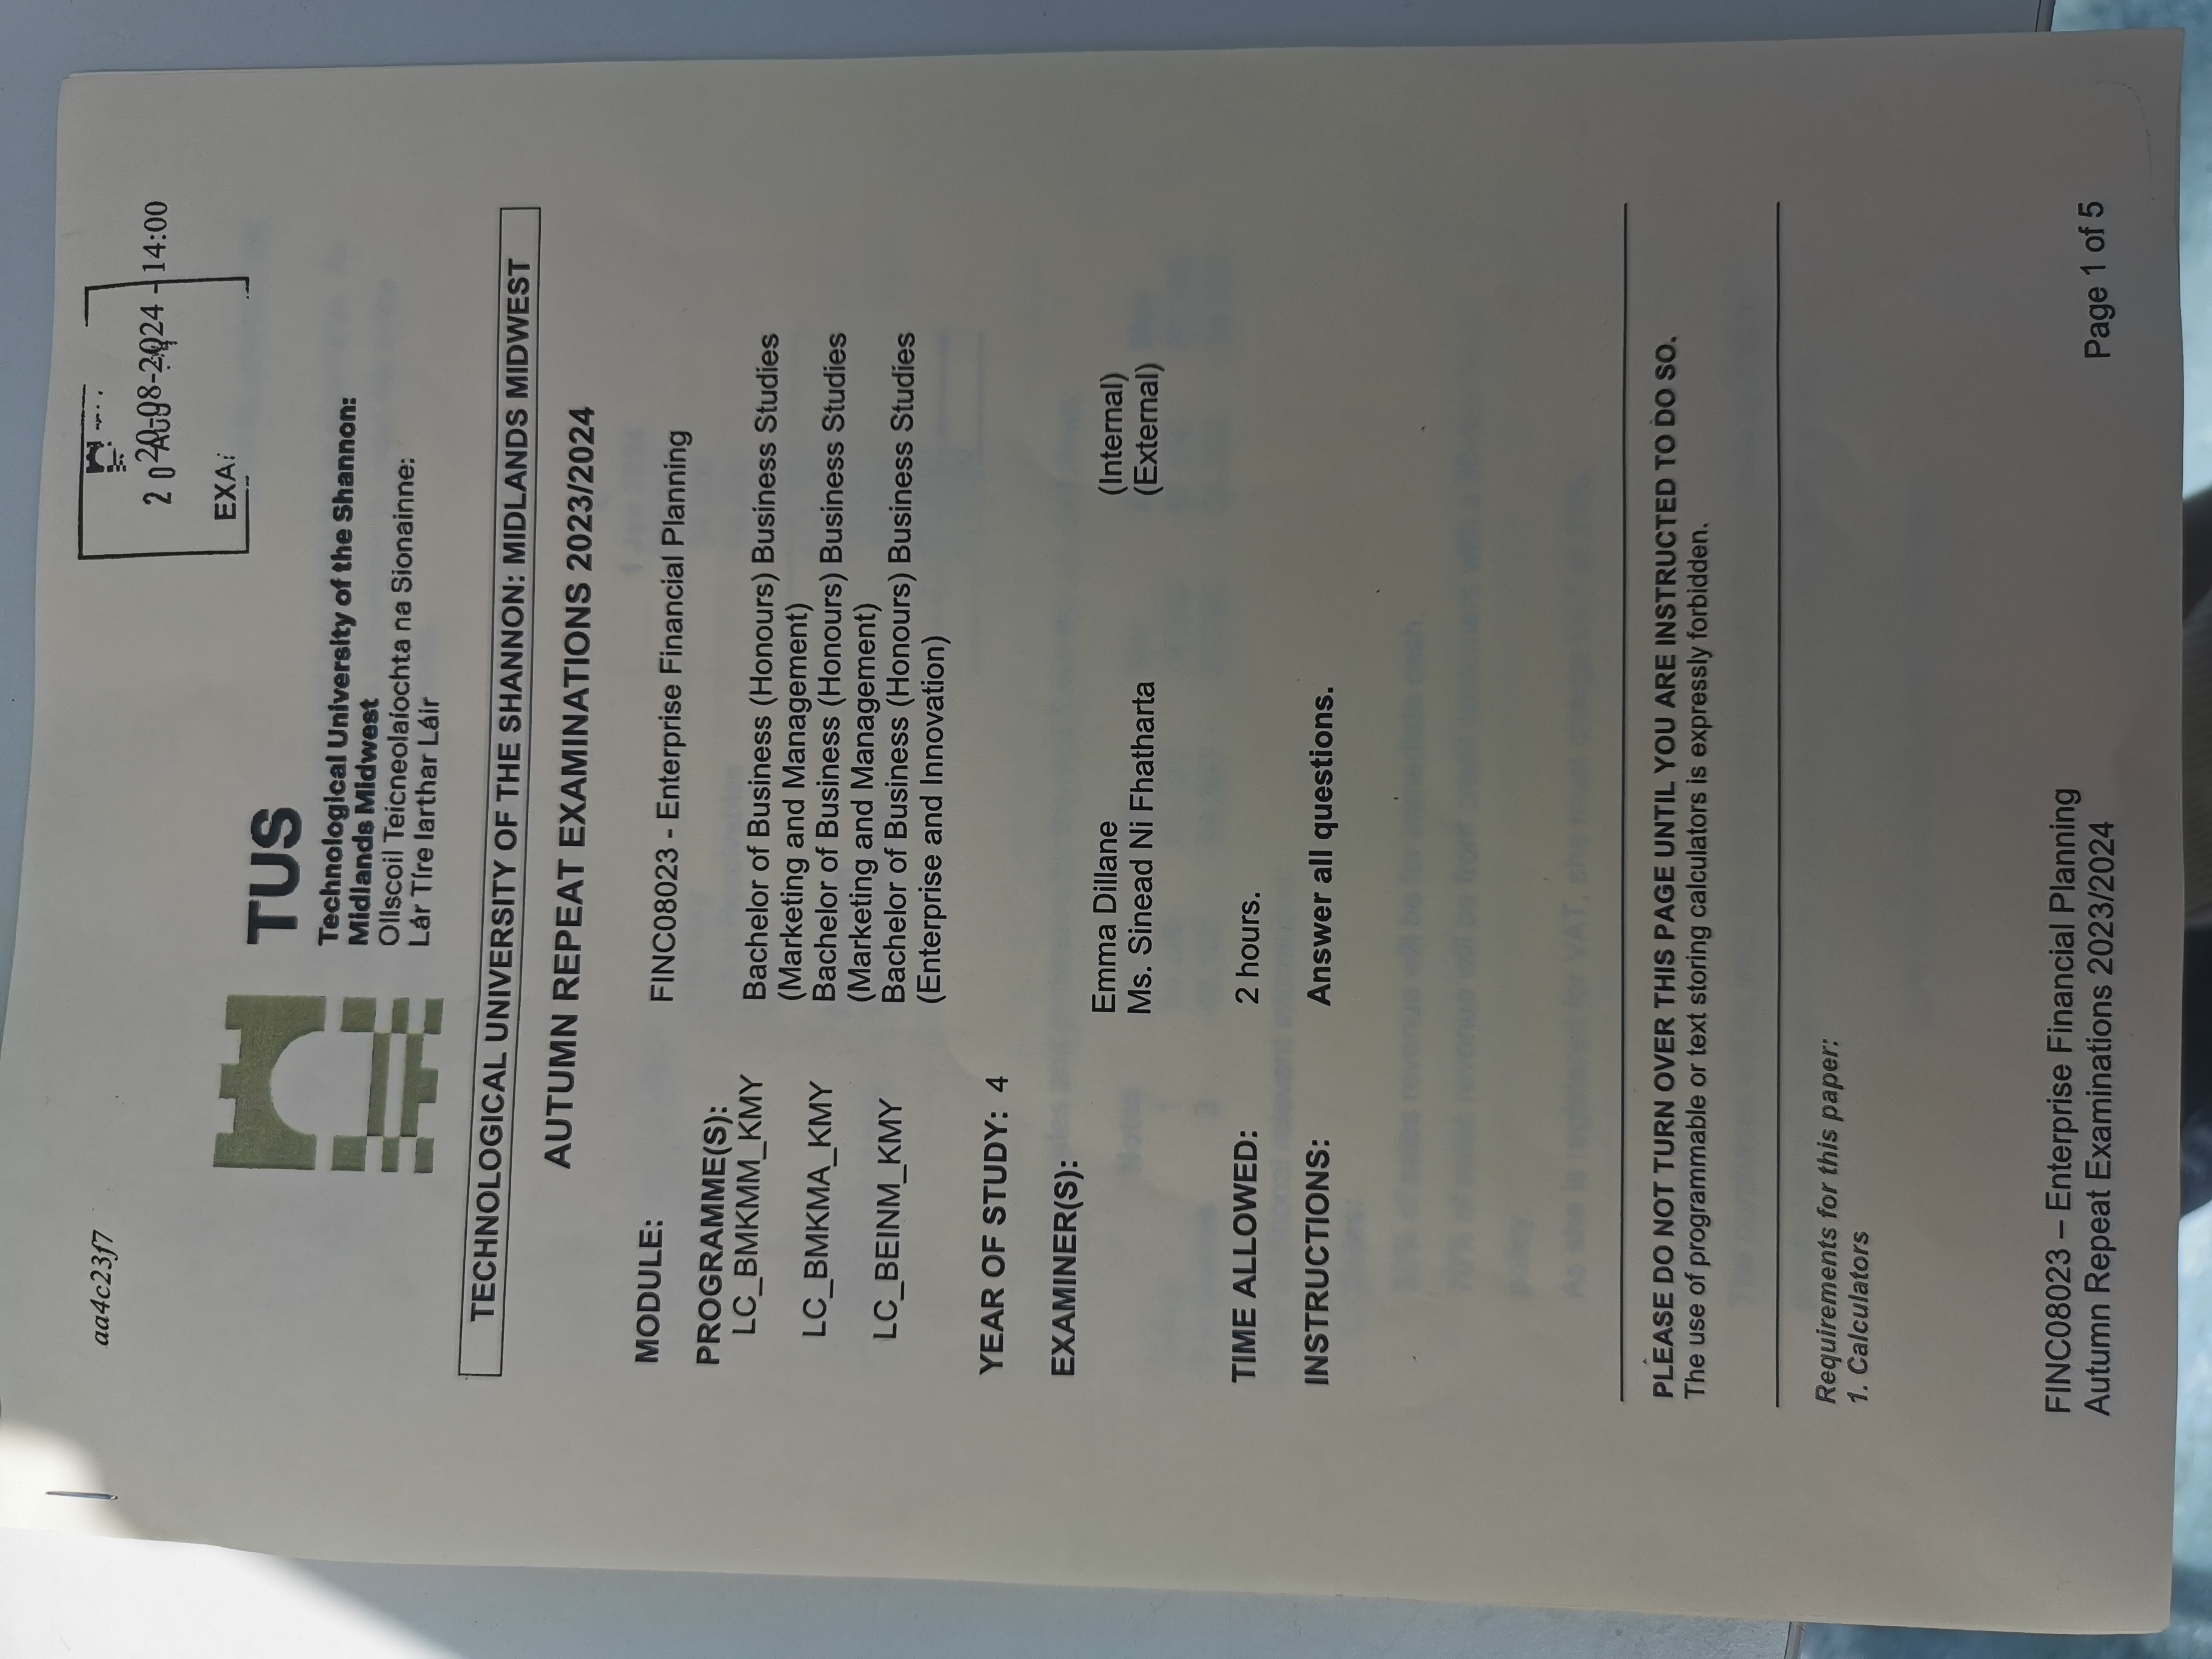 aa4c23f7
20-08-2024 - 14:00
20 AUG
EXA
TUS
Technological University of the Shannon:
Midlands Midwest
Ollscoil Teicneolaíochta na Sionainne:
Lár Tíre Iarthar Láir
TECHNOLOGICAL UNIVERSITY OF THE SHANNON: MIDLANDS MIDWEST
AUTUMN REPEAT EXAMINATIONS 2023/2024
MODULE: FINC08023 - Enterprise Financial Planning
PROGRAMME(S):
LC_BMKMM_KMY Bachelor of Business (Honours) Business Studies
(Marketing and Management)
LC_BMKMA_KMY Bachelor of Business (Honours) Business Studies
(Marketing and Management)
LC_BEINM_KMY Bachelor of Business (Honours) Business Studies
(Enterprise and Innovation)
YEAR OF STUDY: 4
EXAMINER(S):
Emma Dillane (Internal)
Ms. Sinead Ni Fhatharta (External)
TIME ALLOWED: 2 hours.
INSTRUCTIONS: Answer all questions.
PLEASE DO NOT TURN OVER THIS PAGE UNTIL YOU ARE INSTRUCTED TO DO SO.
The use of programmable or text storing calculators is expressly forbidden.
Requirements for this paper:
1. Calculators
FINC08023 – Enterprise Financial Planning
Autumn Repeat Examinations 2023/2024
Page 1 of 5